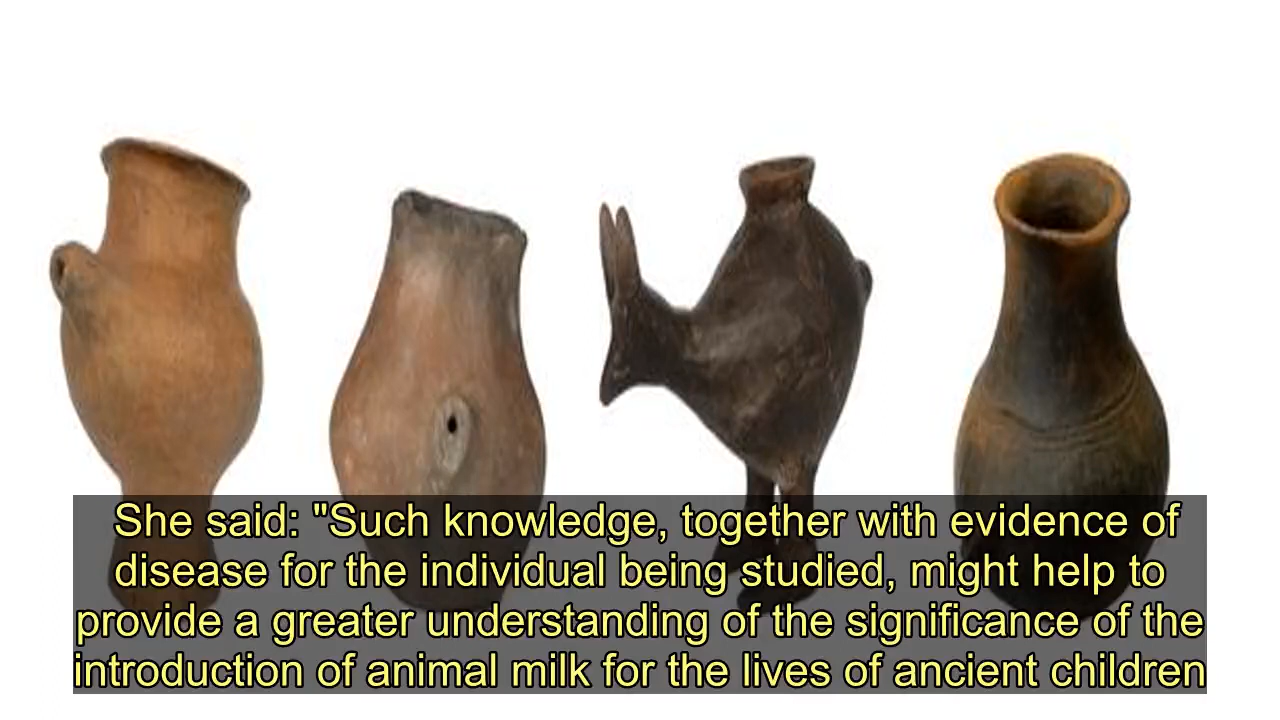 She said: "Such knowledge, together with evidence of
disease for the individual being studied, might help to
provide a greater understanding of the significance of the
introduction of animal milk for the lives of ancient children